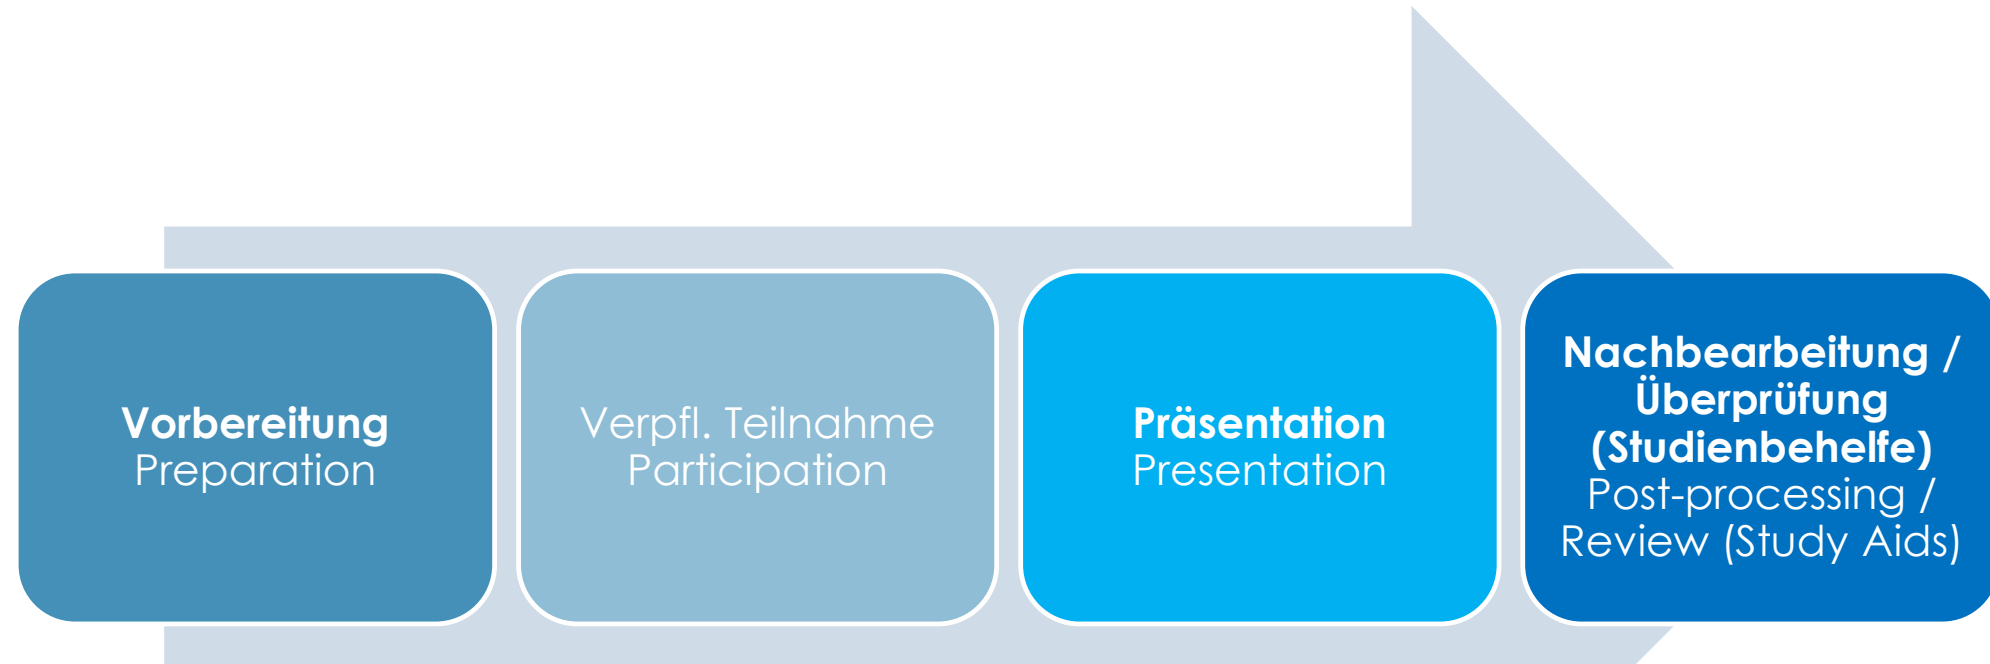 Vorbereitung
Preparation
Verpfl. Teilnahme
Participation
Präsentation
Presentation
Nachbearbeitung /
Überprüfung
(Studienbehelfe)
Post-processing /
Review (Study Aids)